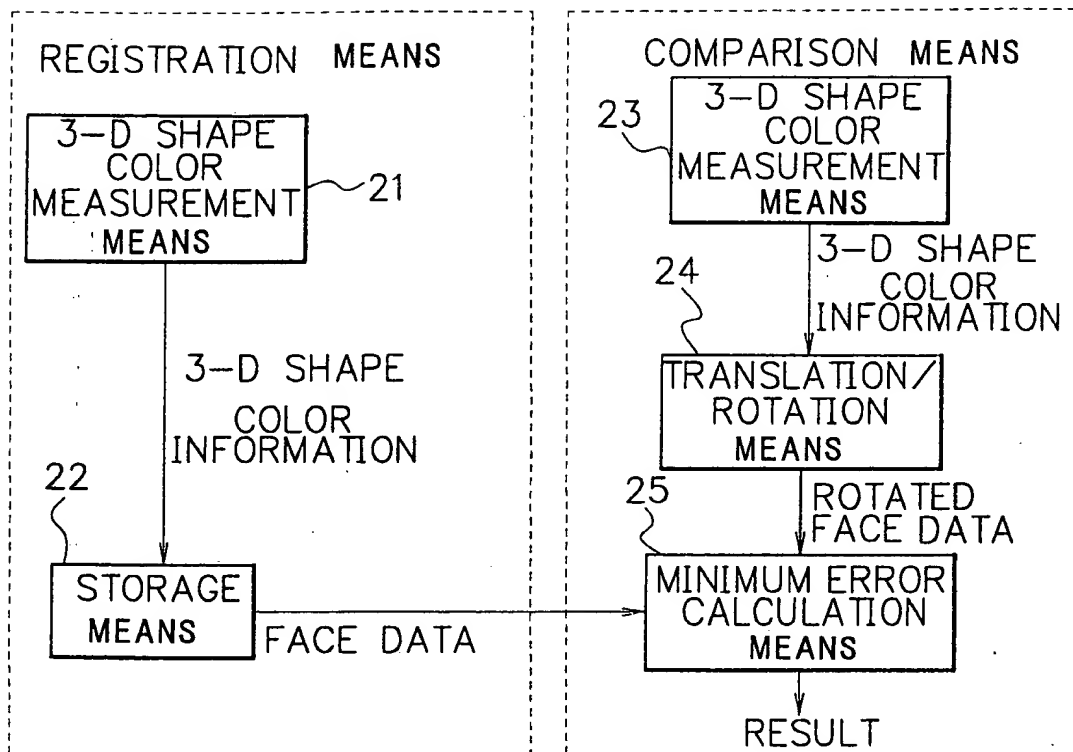 REGISTRATION MEANS
3-D SHAPE
COLOR
MEASUREMENT
MEANS
21
3-D SHAPE
COLOR
INFORMATION
22
STORAGE
MEANS
FACE DATA
COMPARISON MEANS
3-D SHAPE
COLOR
MEASUREMENT
MEANS
23
3-D SHAPE
COLOR
INFORMATION
24
TRANSLATION/
ROTATION
MEANS
ROTATED
FACE DATA
25
MINIMUM ERROR
CALCULATION
MEANS
RESULT